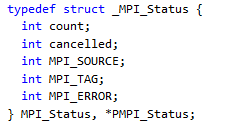 typedef struct _MPI_Status {
  int count;
  int cancelled;
  int MPI_SOURCE;
  int MPI_TAG;
  int MPI_ERROR;
} MPI_Status, *PMPI_Status;